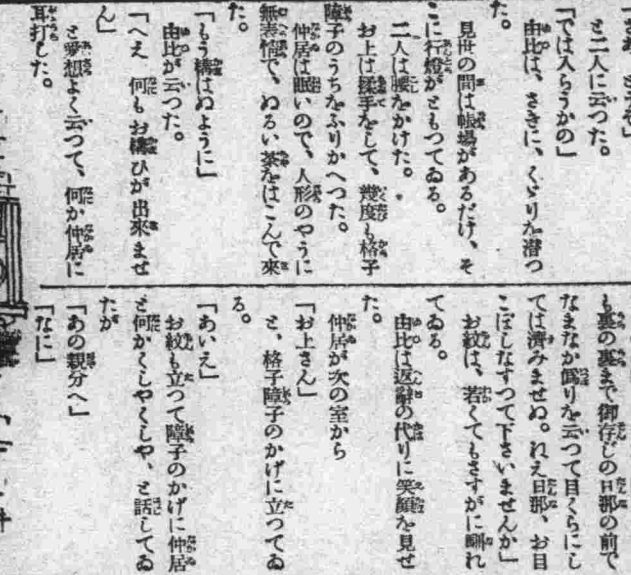 「さあ、どうぞ」
と二人に云つた。
「では入らうかの」
由比は、さきに、くゞりを潜つ
た。
見世の間は帳場があるだけ、そ
こに行燈がともつてゐる。
二人は腰をかけた。
お上は揉手をして、幾度も格子
障子のうちをふりかへつた。
仲居は眠いので、人形のやうに
無表情で、ぬるい茶をはこんで來
た。
「もう構はぬように」
由比が云つた。
「へえ 何もお構ひが出來ませ
ん」
と愛想よく云つて、何か仲居に
耳打した。
も裏の裏まで御存じの旦那の前で
なまなか僞りを云つて目くらにし
ては濟みませぬ。ねえ旦那、お目
こぼしなすつて下さいませんか」
お紋は、若くてもさすがに馴れ
てゐる。
由比は返辭の代りに笑顔を見せ
た。
仲居が次の室から
「お上さん」
と、格子障子のかげに立つてゐ
る。
「あいえ」
お紋も立つて障子のかげに仲居
と何かくしやくしや、と話してゐ
たが
「あの親分へ」
「なに」